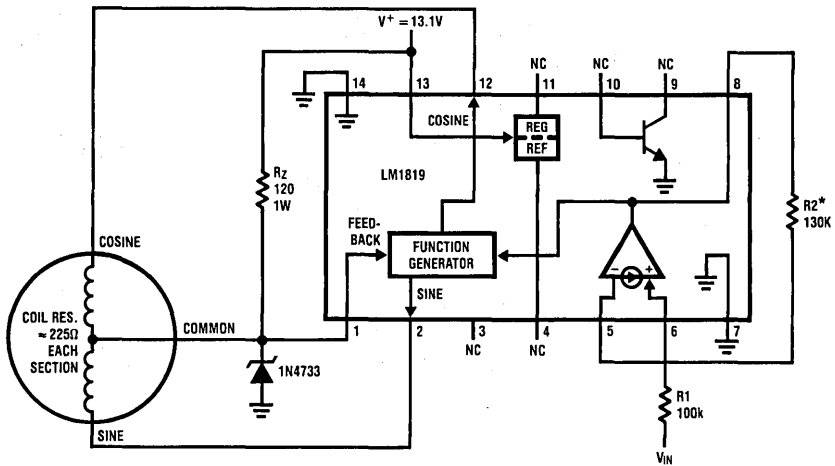 V+ = 13.1V
NC
NC
NC
14
13
12
11
10
9
8
COSINE
REG
REF
LM1819
RZ
120
1W
R2*
130K
FEED-
BACK
FUNCTION
GENERATOR
COSINE
SINE
- +
COIL RES.
≈ 225Ω
EACH
SECTION
COMMON
1
2
3
4
5
6
7
NC
NC
1N4733
R1
100k
SINE
VIN